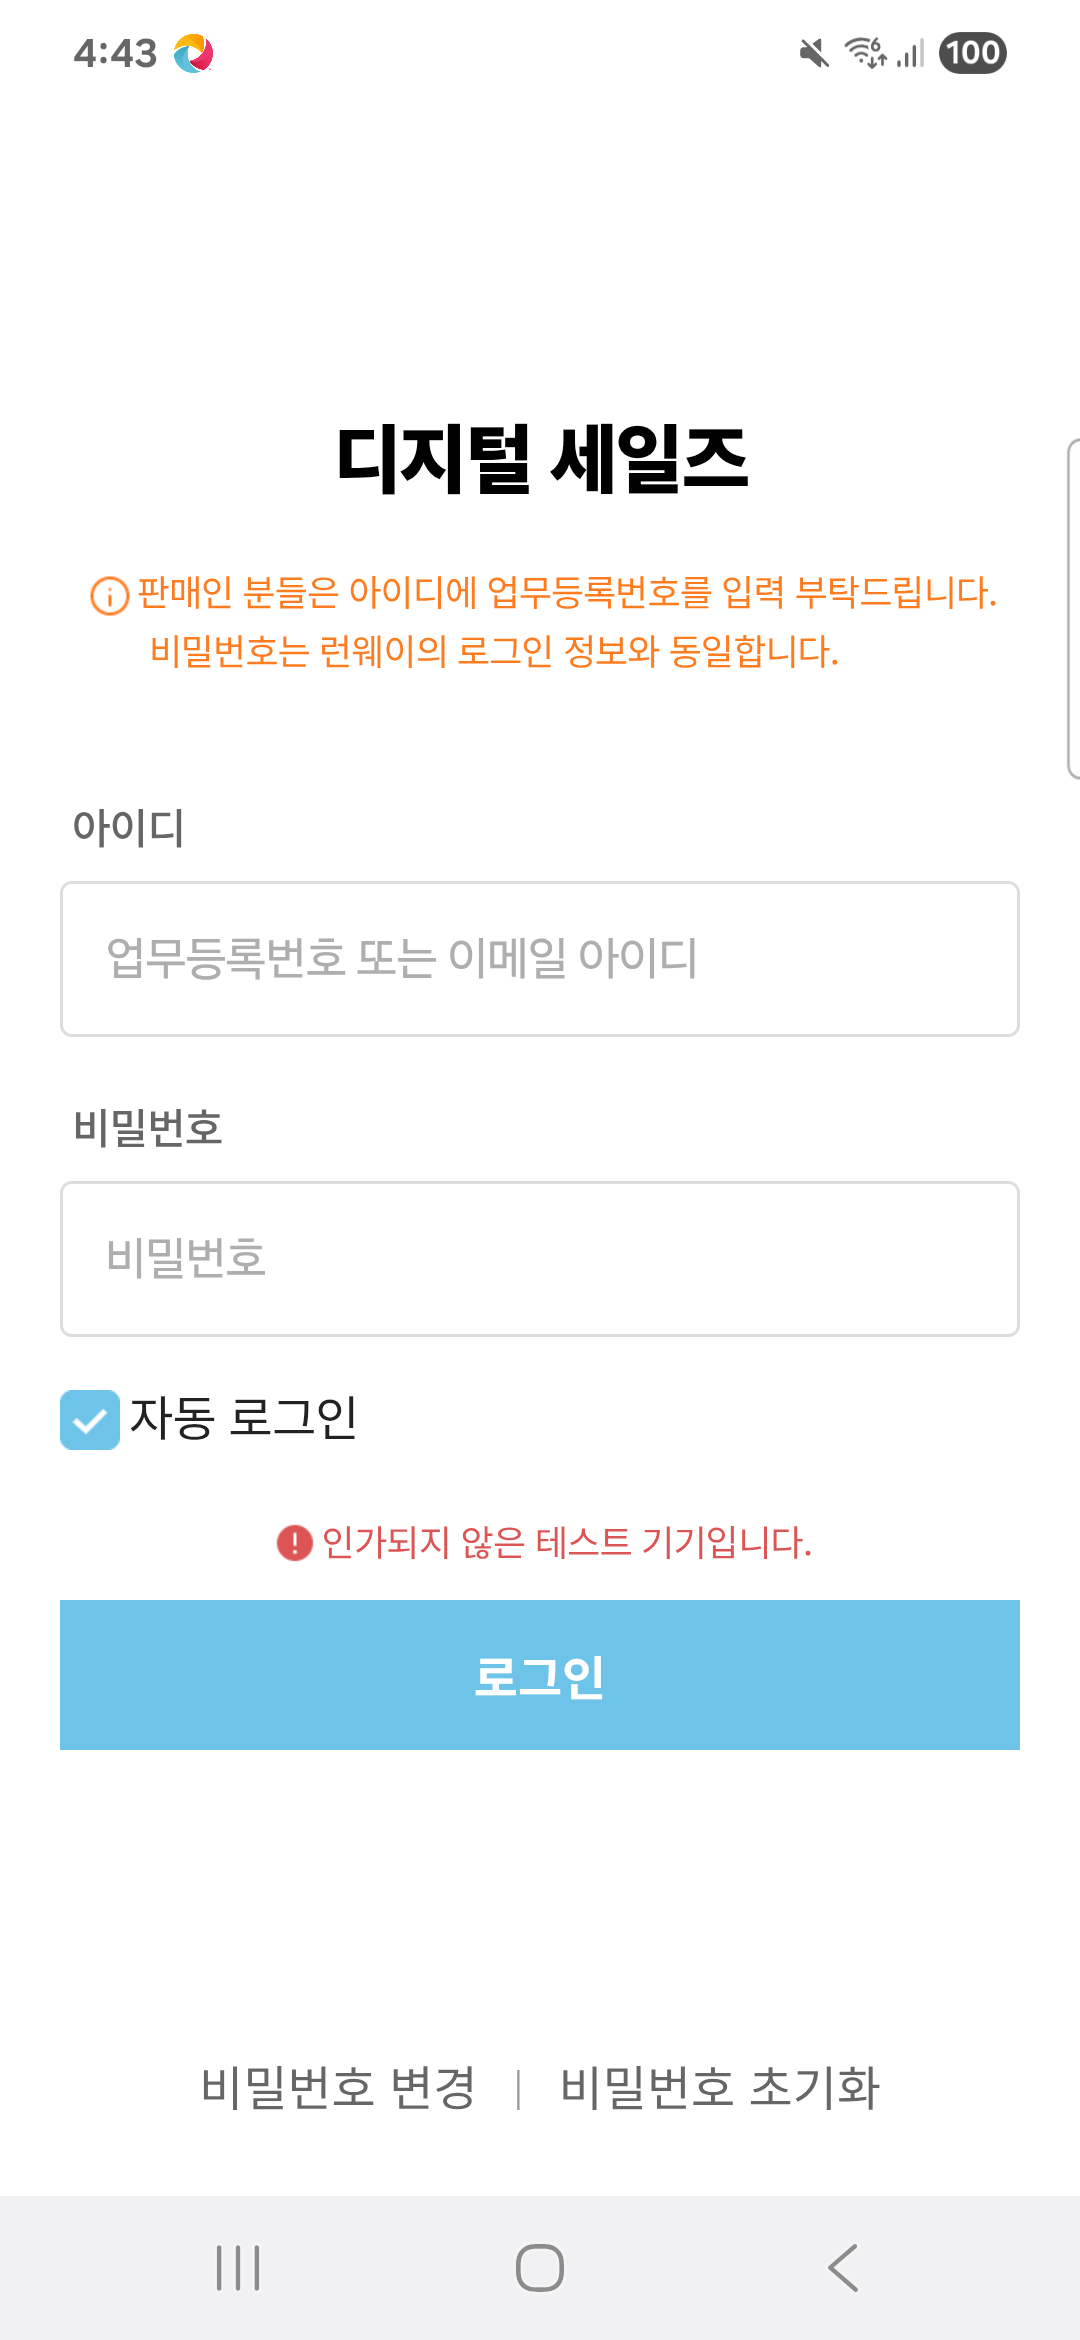 4:43
6
100
디지털 세일즈
판매인 분들은 아이디에 업무등록번호를 입력 부탁드립니다.
비밀번호는 런웨이의 로그인 정보와 동일합니다.
아이디
업무등록번호 또는 이메일 아이디
비밀번호
비밀번호
자동 로그인
인가되지 않은 테스트 기기입니다.
로그인
비밀번호 변경 | 비밀번호 초기화